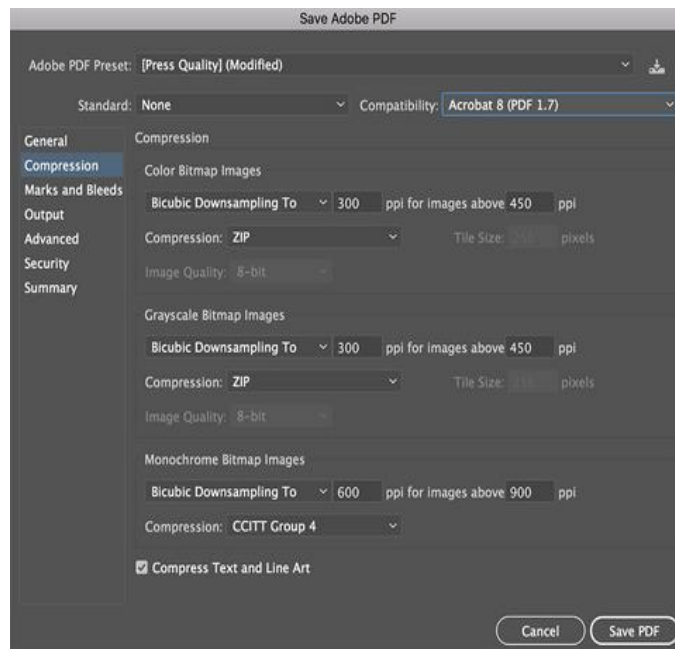 Save Adobe PDF
Adobe PDF Preset: [Press Quality] (Modified)
Standard: None Compatibility: Acrobat 8 (PDF 1.7)
General
Compression
Marks and Bleeds
Output
Advanced
Security
Summary
Compression
Color Bitmap Images
Bicubic Downsampling To 300 ppi for images above 450 ppi
Compression: ZIP Tile Size: pixels
Image Quality: 8-bit
Grayscale Bitmap Images
Bicubic Downsampling To 300 ppi for images above 450 ppi
Compression: ZIP Tile Size: pixels
Image Quality: 8-bit
Monochrome Bitmap Images
Bicubic Downsampling To 600 ppi for images above 900 ppi
Compression: CCITT Group 4
Compress Text and Line Art
Cancel Save PDF